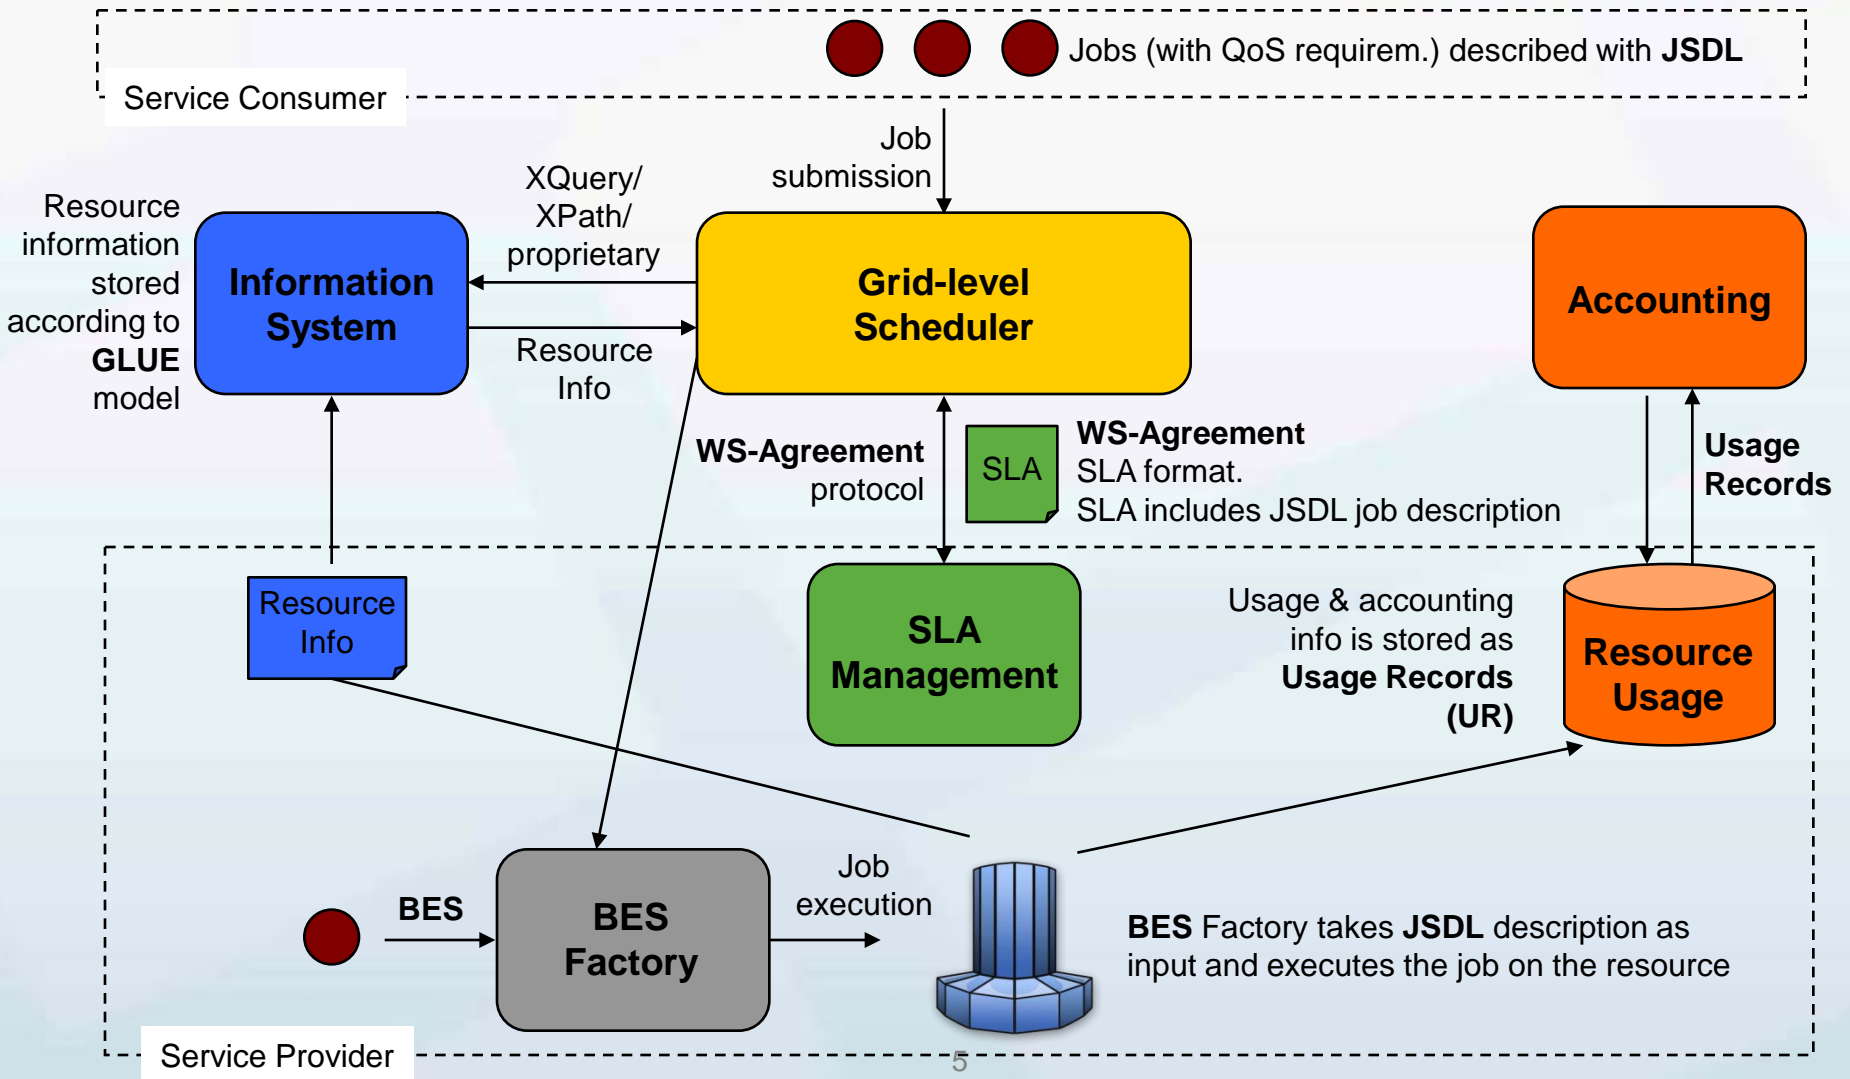 Jobs (with QoS requirem.) described with JSDL
Service Consumer
Job
submission
XQuery/
XPath/
proprietary
Resource
information
stored
according to
GLUE
model
Information
System
Grid-level
Scheduler
Accounting
Resource
Info
WS-Agreement
protocol
SLA
WS-Agreement
SLA format.
SLA includes JSDL job description
Usage
Records
Resource
Info
SLA
Management
Usage & accounting
info is stored as
Usage Records
(UR)
Resource
Usage
BES
BES
Factory
Job
execution
BES Factory takes JSDL description as
input and executes the job on the resource
Service Provider
5